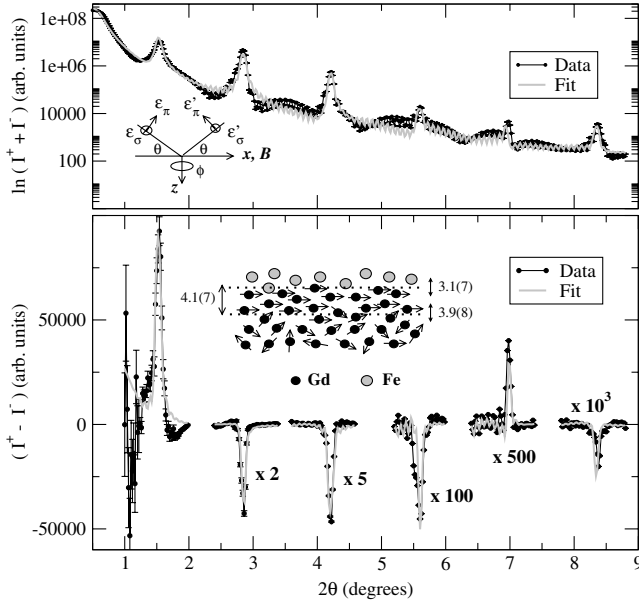 ln ( I⁺ + I⁻ ) (arb. units)
1e+08
1e+06
10000
100
Data
Fit
ε_π ε'_π
ε_σ ε'_σ
θ θ x, B
z ϕ
( I⁺ - I⁻ ) (arb. units)
50000
0
-50000
Data
Fit
4.1(7)
3.1(7)
3.9(8)
Gd Fe
x 2
x 5
x 100
x 500
x 10³
1 2 3 4 5 6 7 8 9
2θ (degrees)